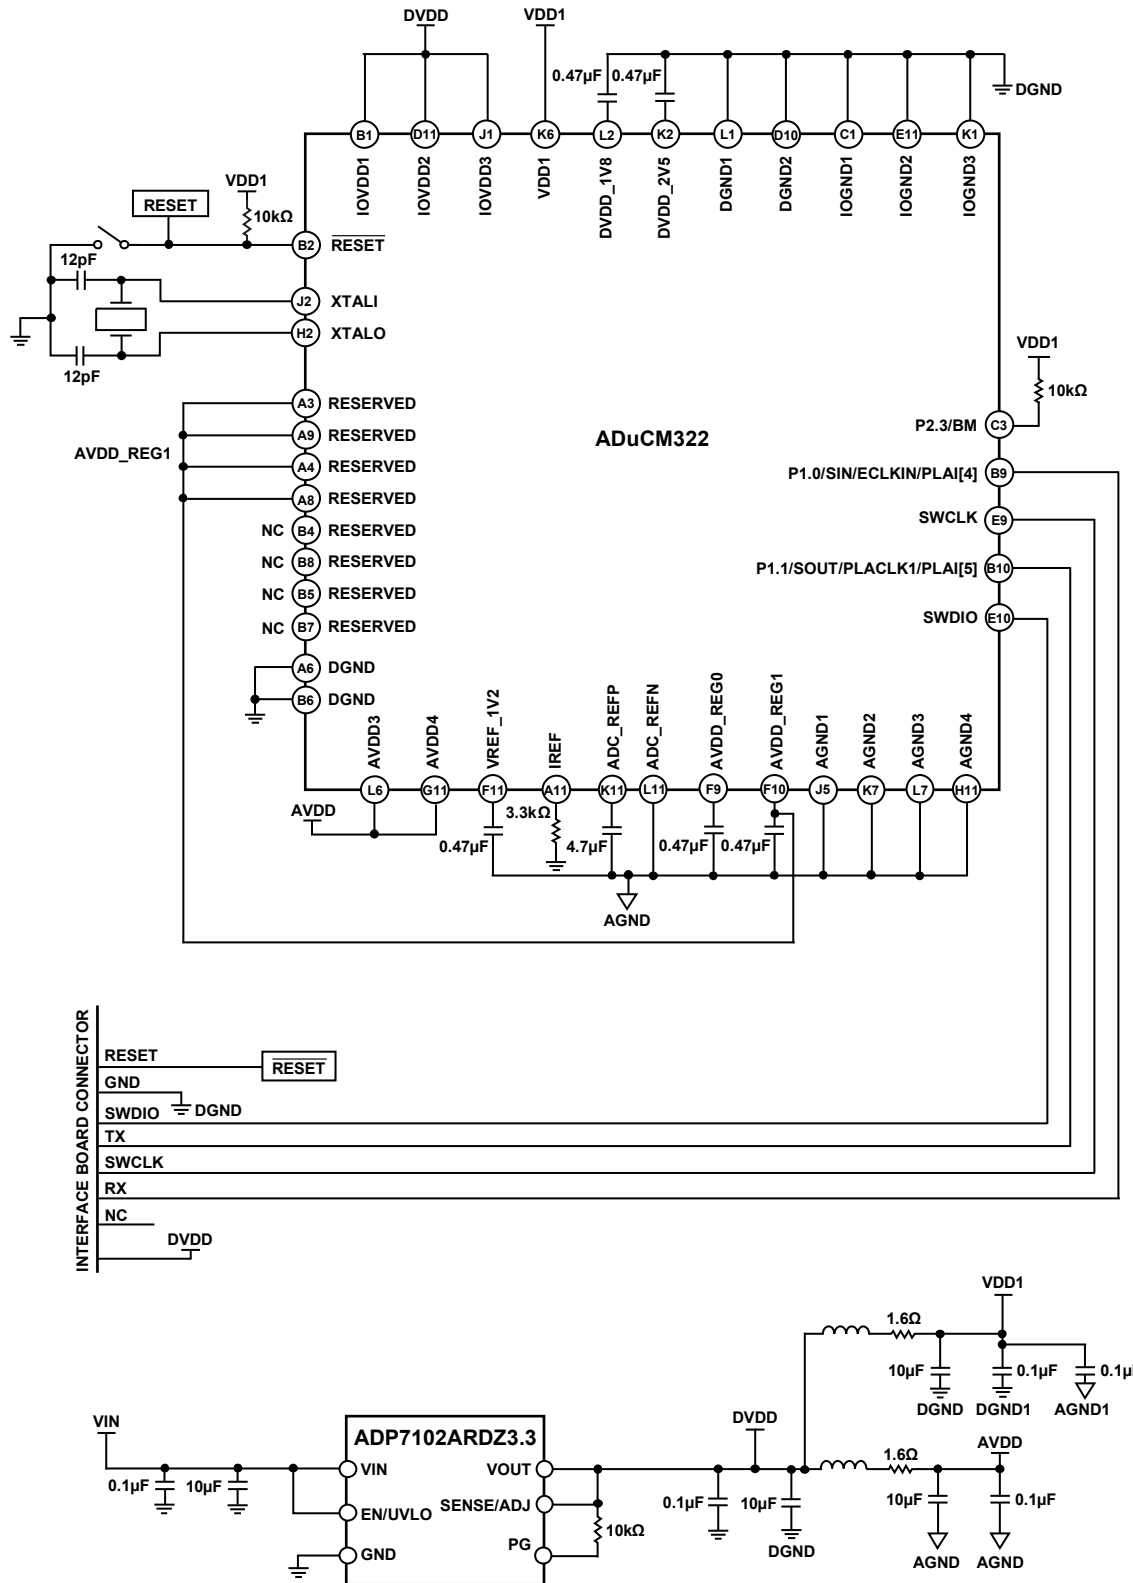 DVDD
VDD1
0.47µF
0.47µF
DGND
B1
D11
J1
K6
L2
K2
L1
D10
C1
E11
K1
IOVDD1
IOVDD2
IOVDD3
VDD1
DVDD_1V8
DVDD_2V5
DGND1
DGND2
IOGND1
IOGND2
IOGND3
VDD1
RESET
10kΩ
B2 RESET
12pF
J2 XTALI
H2 XTALO
12pF
A3 RESERVED
A9 RESERVED
AVDD_REG1
A4 RESERVED
A8 RESERVED
NC B4 RESERVED
NC B8 RESERVED
NC B5 RESERVED
NC B7 RESERVED
A6 DGND
B6 DGND
ADuCM322
VDD1
10kΩ
P2.3/BM C3
P1.0/SIN/ECLKIN/PLAI[4] B9
SWCLK E9
P1.1/SOUT/PLACLK1/PLAI[5] B10
SWDIO E10
AVDD3
AVDD4
VREF_1V2
IREF
ADC_REFP
ADC_REFN
AVDD_REG0
AVDD_REG1
AGND1
AGND2
AGND3
AGND4
L6
G11
F11
A11
K11
L11
F9
F10
J5
K7
L7
H11
AVDD
0.47µF
3.3kΩ
4.7µF
0.47µF
0.47µF
AGND
INTERFACE BOARD CONNECTOR
RESET
RESET
GND
DGND
SWDIO
TX
SWCLK
RX
NC
DVDD
VDD1
1.6Ω
10µF
0.1µF
0.1µ
DGND
DGND1
AGND1
VIN
0.1µF
10µF
ADP7102ARDZ3.3
VIN
VOUT
EN/UVLO
SENSE/ADJ
GND
PG
10kΩ
DVDD
0.1µF
10µF
DGND
1.6Ω
AVDD
10µF
0.1µF
AGND
AGND